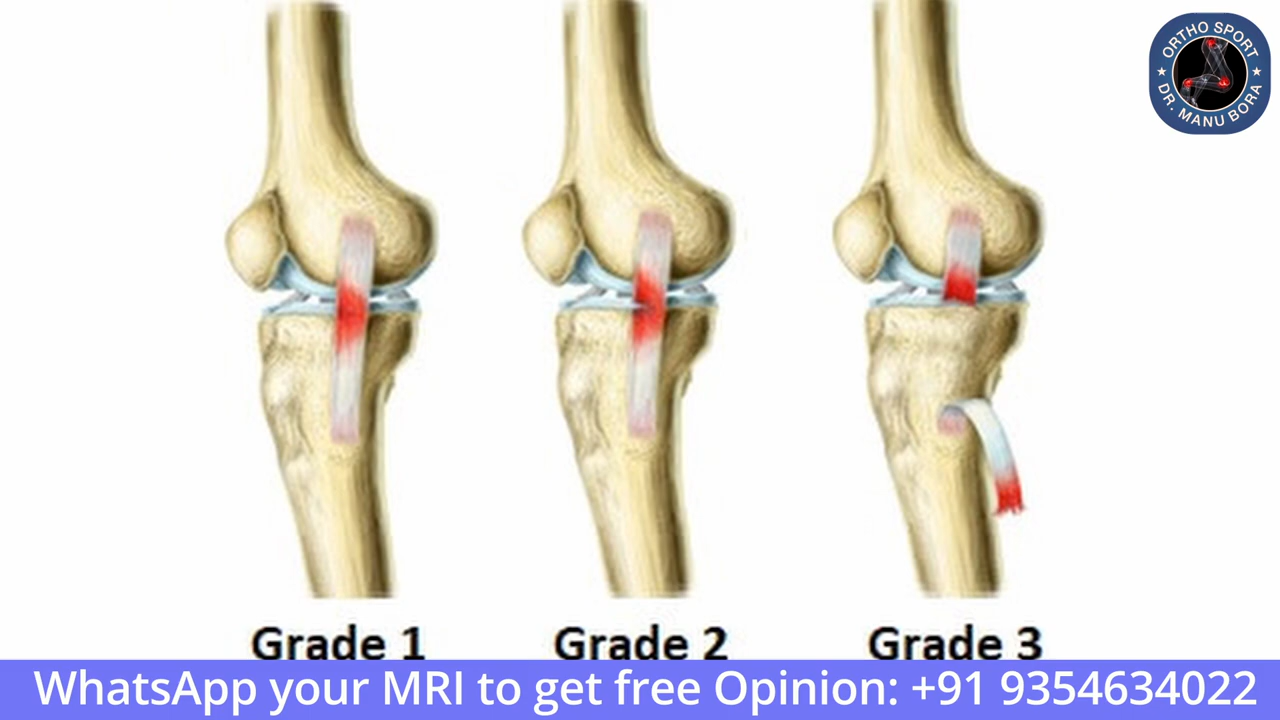 ORTHO SPORT
DR. MANU BORA
Grade 1
Grade 2
Grade 3
WhatsApp your MRI to get free Opinion: +91 9354634022